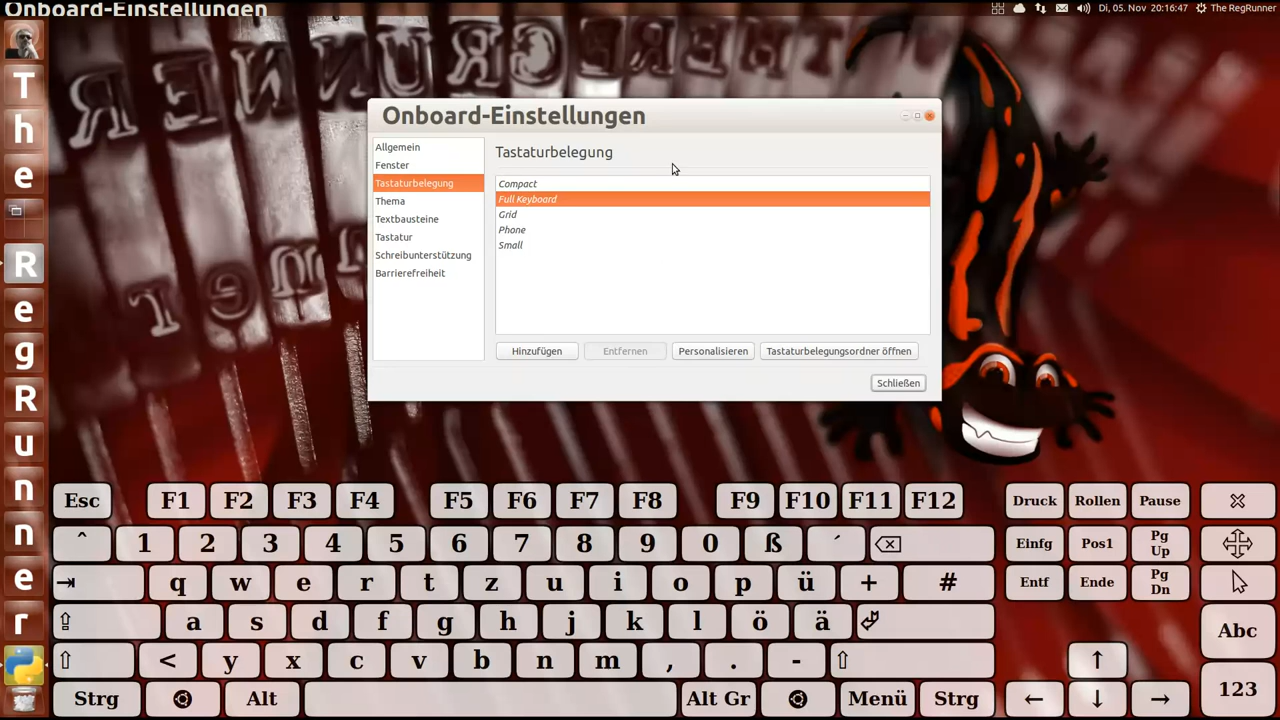 Onboard-Einstellungen
Di, 05. Nov 20:16:47 The RegRunner
T
h
e
R
e
g
R
u
n
n
e
r
Onboard-Einstellungen
Allgemein
Fenster
Tastaturbelegung
Thema
Textbausteine
Tastatur
Schreibunterstützung
Barrierefreiheit
Tastaturbelegung
Compact
Full Keyboard
Grid
Phone
Small
Hinzufügen Entfernen Personalisieren Tastaturbelegungsordner öffnen
Schließen
Esc F1 F2 F3 F4 F5 F6 F7 F8 F9 F10 F11 F12 Druck Rollen Pause
^ 1 2 3 4 5 6 7 8 9 0 ß ´ Einfg Pos1 Pg Up
q w e r t z u i o p ü + # Entf Ende Pg Dn
a s d f g h j k l ö ä Abc
< y x c v b n m , . - ↑
Strg Alt Alt Gr Menü Strg ← ↓ → 123